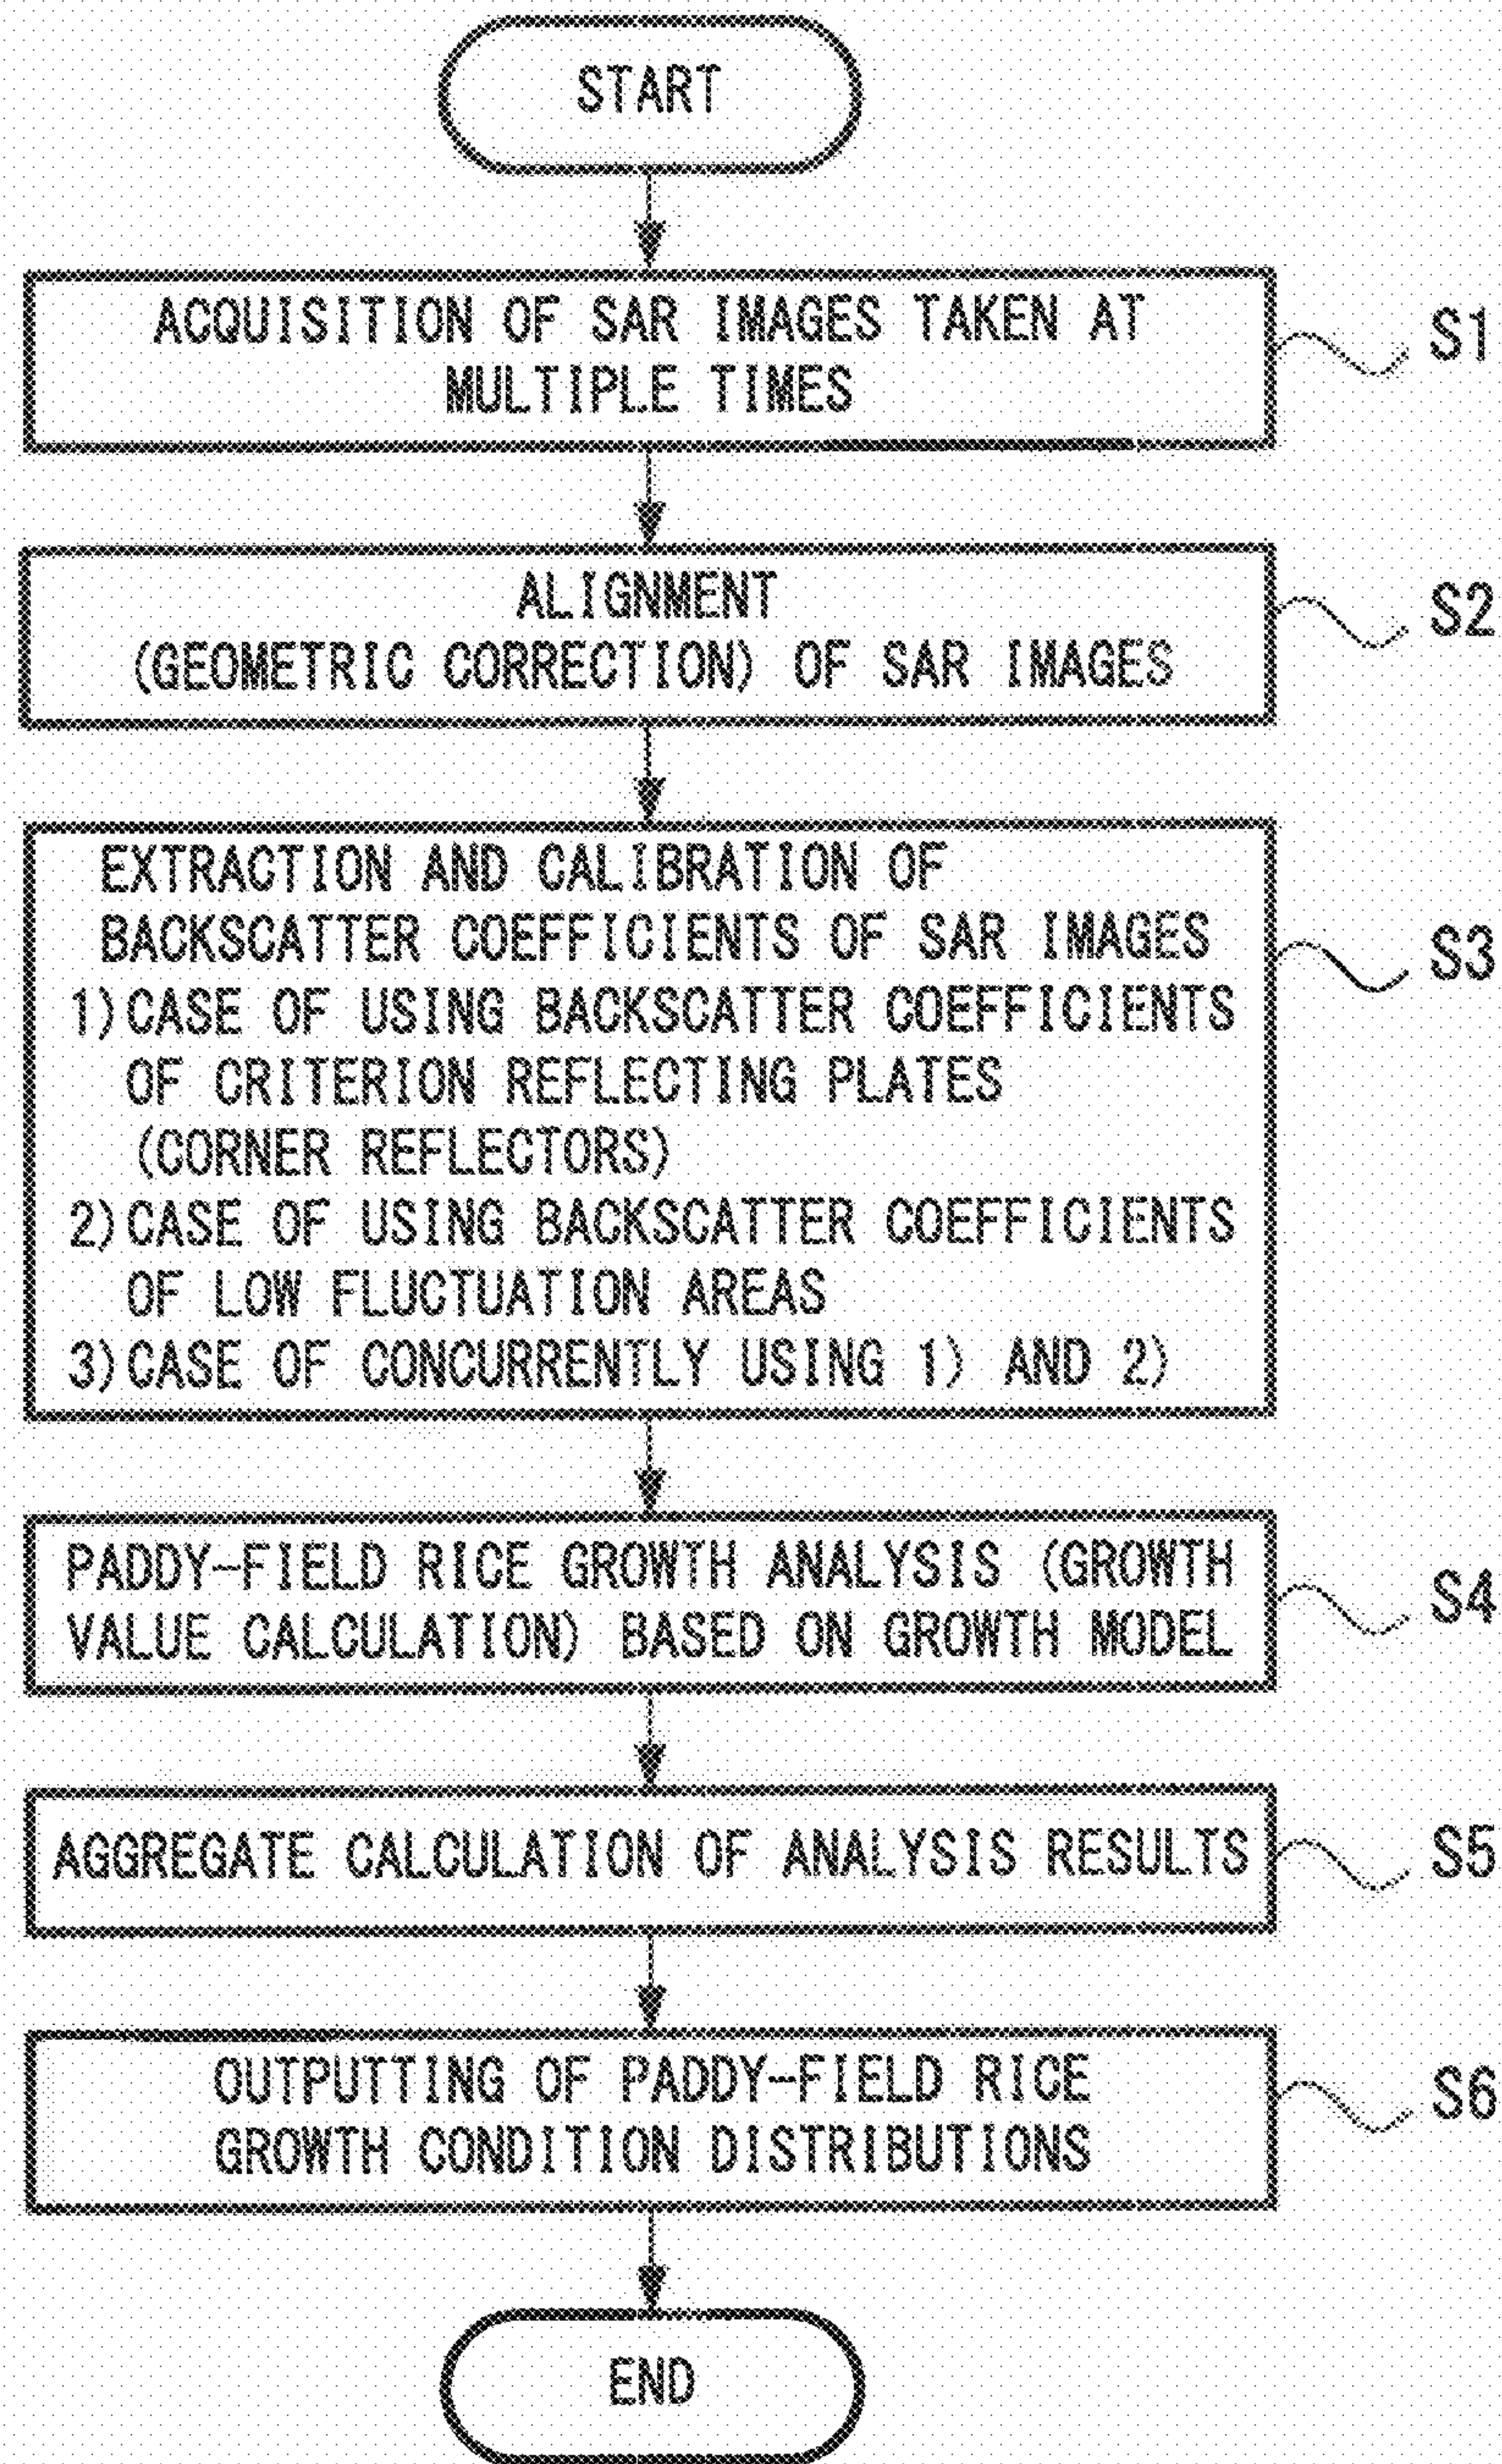 START
ACQUISITION OF SAR IMAGES TAKEN AT
MULTIPLE TIMES
S1
ALIGNMENT
(GEOMETRIC CORRECTION) OF SAR IMAGES
S2
EXTRACTION AND CALIBRATION OF
BACKSCATTER COEFFICIENTS OF SAR IMAGES
1)CASE OF USING BACKSCATTER COEFFICIENTS
OF CRITERION REFLECTING PLATES
(CORNER REFLECTORS)
2)CASE OF USING BACKSCATTER COEFFICIENTS
OF LOW FLUCTUATION AREAS
3)CASE OF CONCURRENTLY USING 1) AND 2)
S3
PADDY-FIELD RICE GROWTH ANALYSIS (GROWTH
VALUE CALCULATION) BASED ON GROWTH MODEL
S4
AGGREGATE CALCULATION OF ANALYSIS RESULTS
S5
OUTPUTTING OF PADDY-FIELD RICE
GROWTH CONDITION DISTRIBUTIONS
S6
END